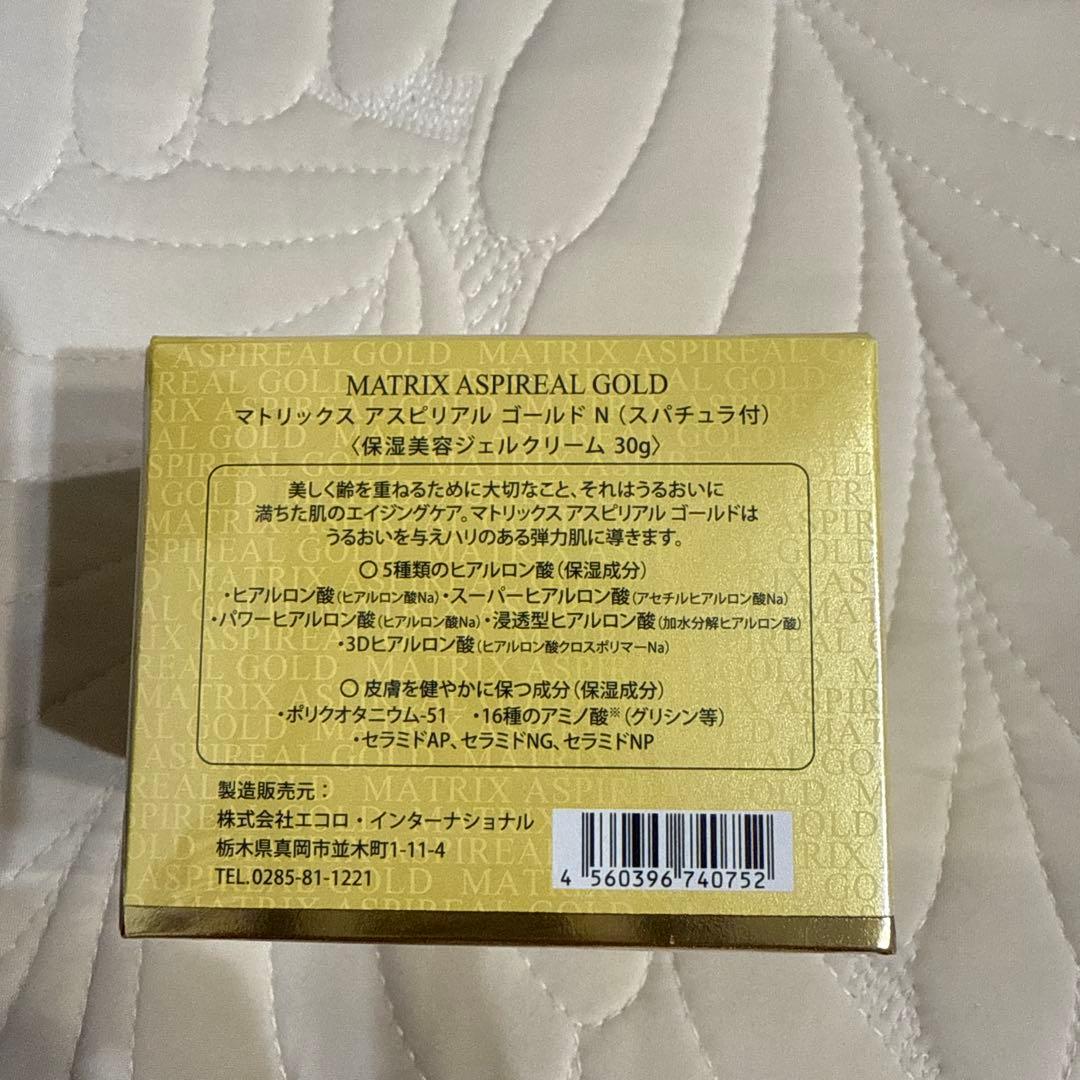 MATRIX ASPIREAL GOLD
マトリックス アスピリアル ゴールド N（スパチュラ付）
〈保湿美容ジェルクリーム 30g〉
美しく齢を重ねるために大切なこと、それはうるおいに
満ちた肌のエイジングケア。マトリックス アスピリアル ゴールドは
うるおいを与えハリのある弾力肌に導きます。
○ 5種類のヒアルロン酸（保湿成分）
・ヒアルロン酸（ヒアルロン酸Na）・スーパーヒアルロン酸（アセチルヒアルロン酸Na）
・パワーヒアルロン酸（ヒアルロン酸Na）・浸透型ヒアルロン酸（加水分解ヒアルロン酸）
・3Dヒアルロン酸（ヒアルロン酸クロスポリマーNa）
○ 皮膚を健やかに保つ成分（保湿成分）
・ポリクオタニウム-51 ・16種のアミノ酸※（グリシン等）
・セラミドAP、セラミドNG、セラミドNP
製造販売元：
株式会社エコロ・インターナショナル
栃木県真岡市並木町1-11-4
TEL.0285-81-1221
4 560396 740752